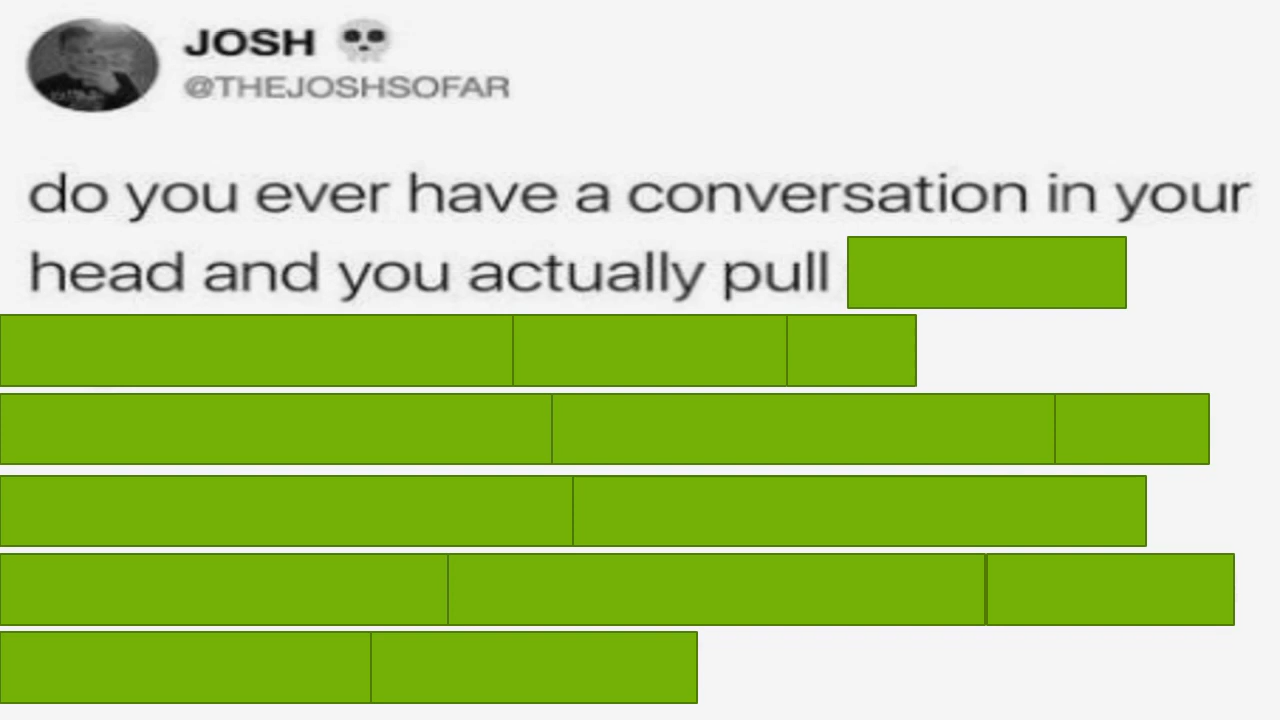 JOSH 💀
@THEJOSHSOFAR
do you ever have a conversation in your
head and you actually pull